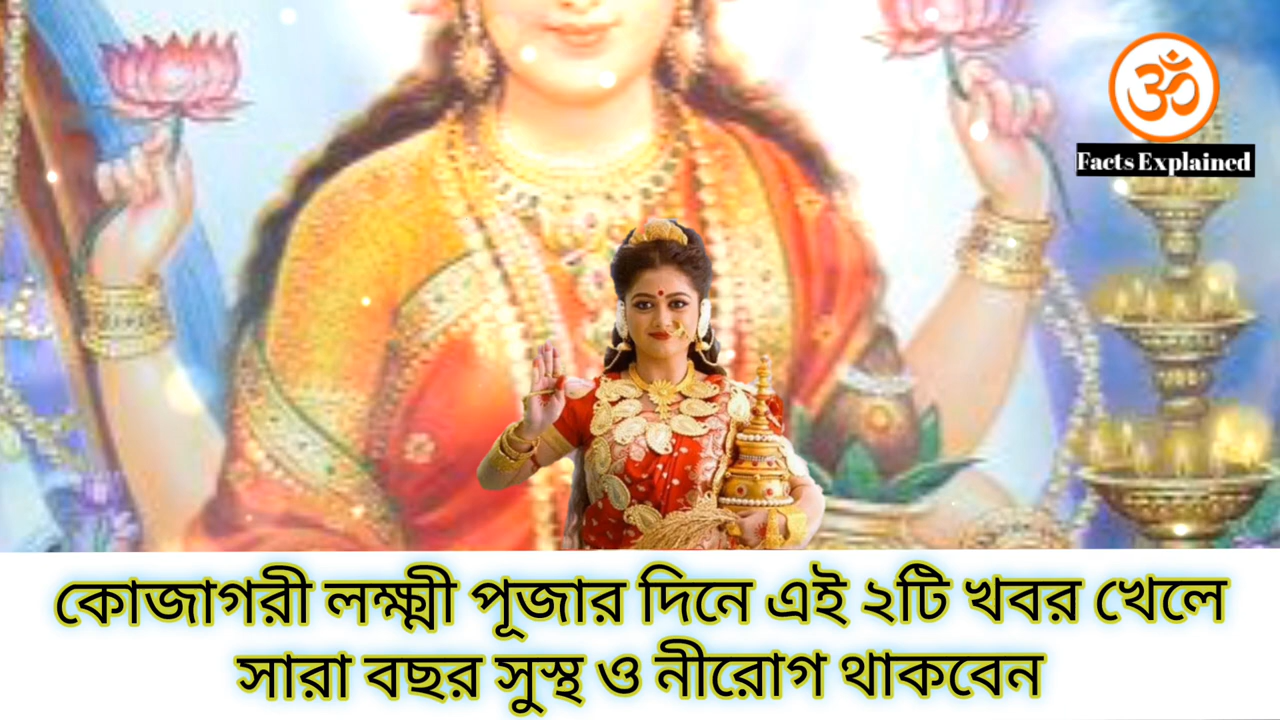 ॐ
Facts Explained
কোজাগরী লক্ষ্মী পূজার দিনে এই ২টি খবর খেলে
সারা বছর সুস্থ ও নীরোগ থাকবেন